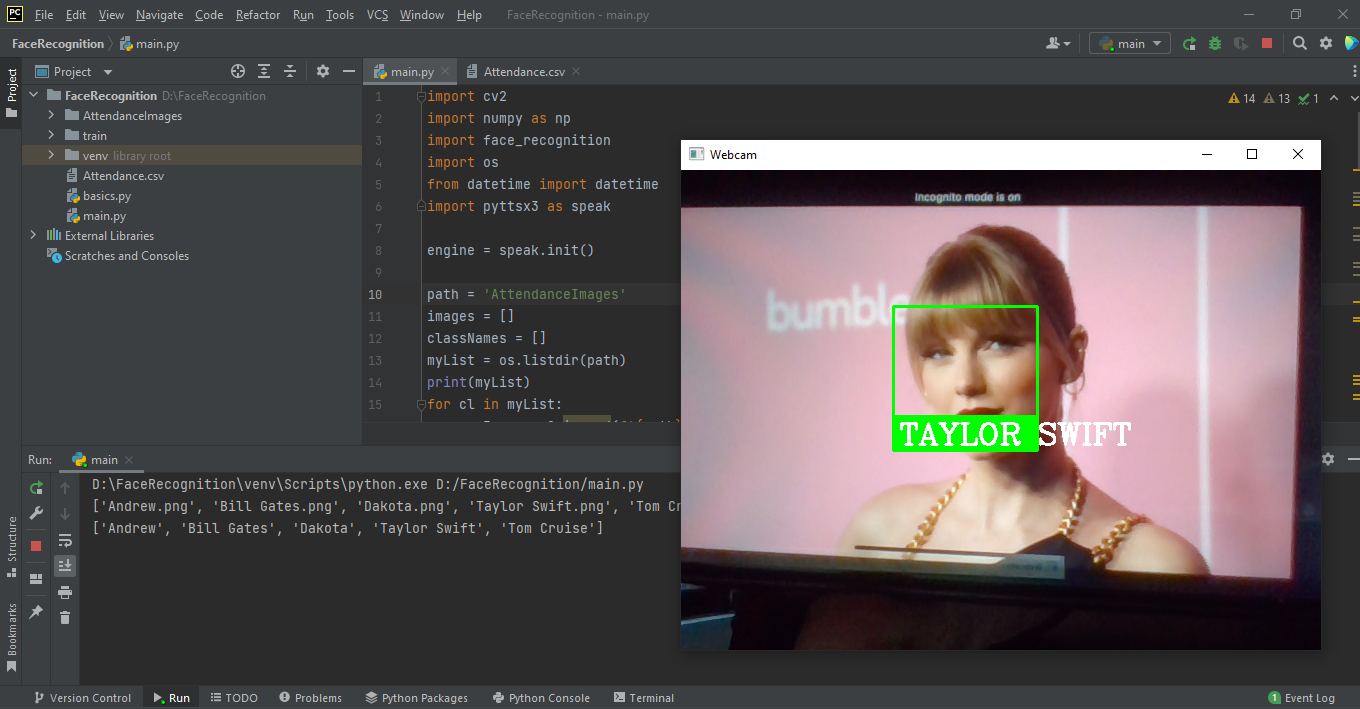 PC File Edit View Navigate Code Refactor Run Tools VCS Window Help FaceRecognition - main.py
FaceRecognition main.py main
Project
Project
main.py Attendance.csv
FaceRecognition D:\FaceRecognition
AttendanceImages
train
venv library root
Attendance.csv
basics.py
main.py
External Libraries
Scratches and Consoles
14 13 1
1 import cv2
2 import numpy as np
3 import face_recognition
4 import os
5 from datetime import datetime
6 import pyttsx3 as speak
7
8 engine = speak.init()
9
10 path = 'AttendanceImages'
11 images = []
12 classNames = []
13 myList = os.listdir(path)
14 print(myList)
15 for cl in myList:
Webcam
Incognito mode is on
bumble
TAYLOR SWIFT
Run: main
D:\FaceRecognition\venv\Scripts\python.exe D:/FaceRecognition/main.py
['Andrew.png', 'Bill Gates.png', 'Dakota.png', 'Taylor Swift.png', 'Tom Cr
['Andrew', 'Bill Gates', 'Dakota', 'Taylor Swift', 'Tom Cruise']
Structure
Bookmarks
Version Control Run TODO Problems Python Packages Python Console Terminal 1 Event Log